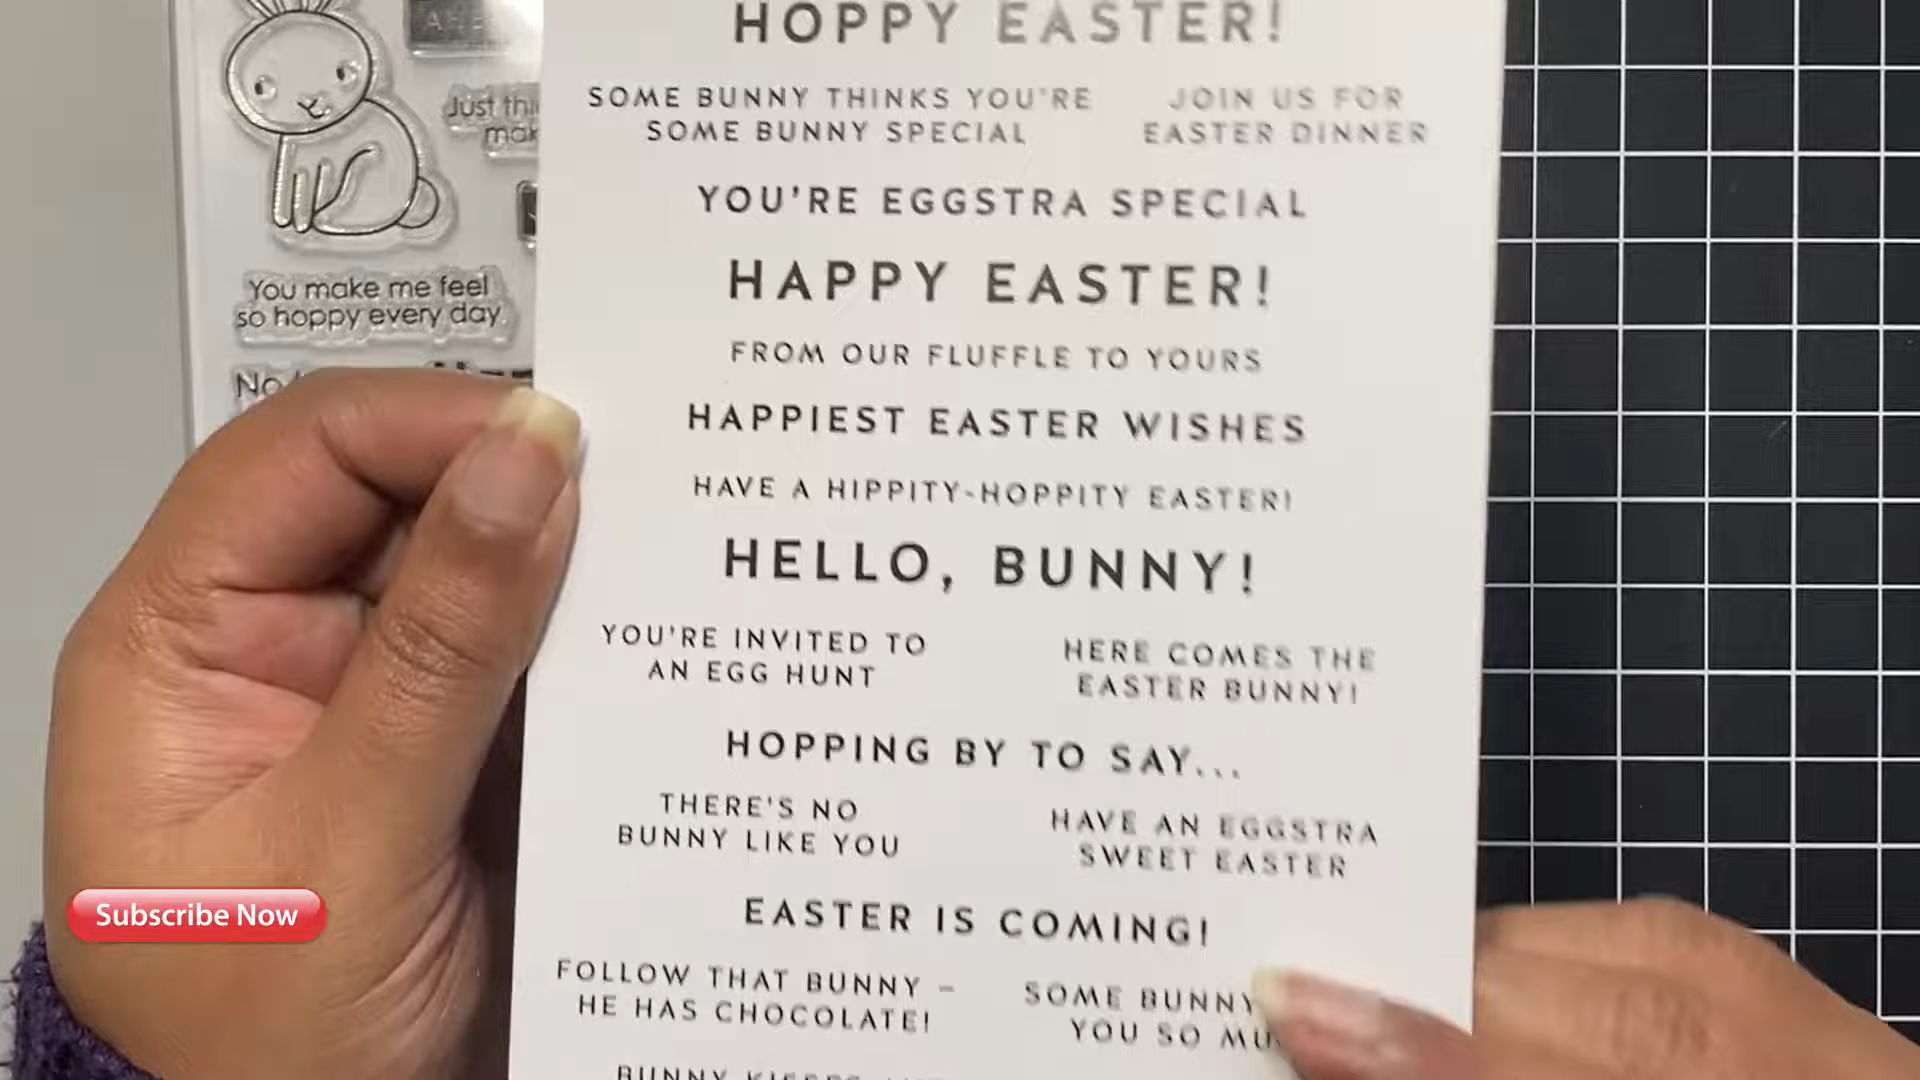 HOPPY EASTER!
SOME BUNNY THINKS YOU'RE
SOME BUNNY SPECIAL
JOIN US FOR
EASTER DINNER
YOU'RE EGGSTRA SPECIAL
HAPPY EASTER!
FROM OUR FLUFFLE TO YOURS
HAPPIEST EASTER WISHES
HAVE A HIPPITY-HOPPITY EASTER!
HELLO, BUNNY!
YOU'RE INVITED TO
AN EGG HUNT
HERE COMES THE
EASTER BUNNY!
HOPPING BY TO SAY...
THERE'S NO
BUNNY LIKE YOU
HAVE AN EGGSTRA
SWEET EASTER
EASTER IS COMING!
FOLLOW THAT BUNNY –
HE HAS CHOCOLATE!
SOME BUNNY
YOU SO
BUNNY KISSES
Just
You make me feel
so hoppy every day.
Subscribe Now